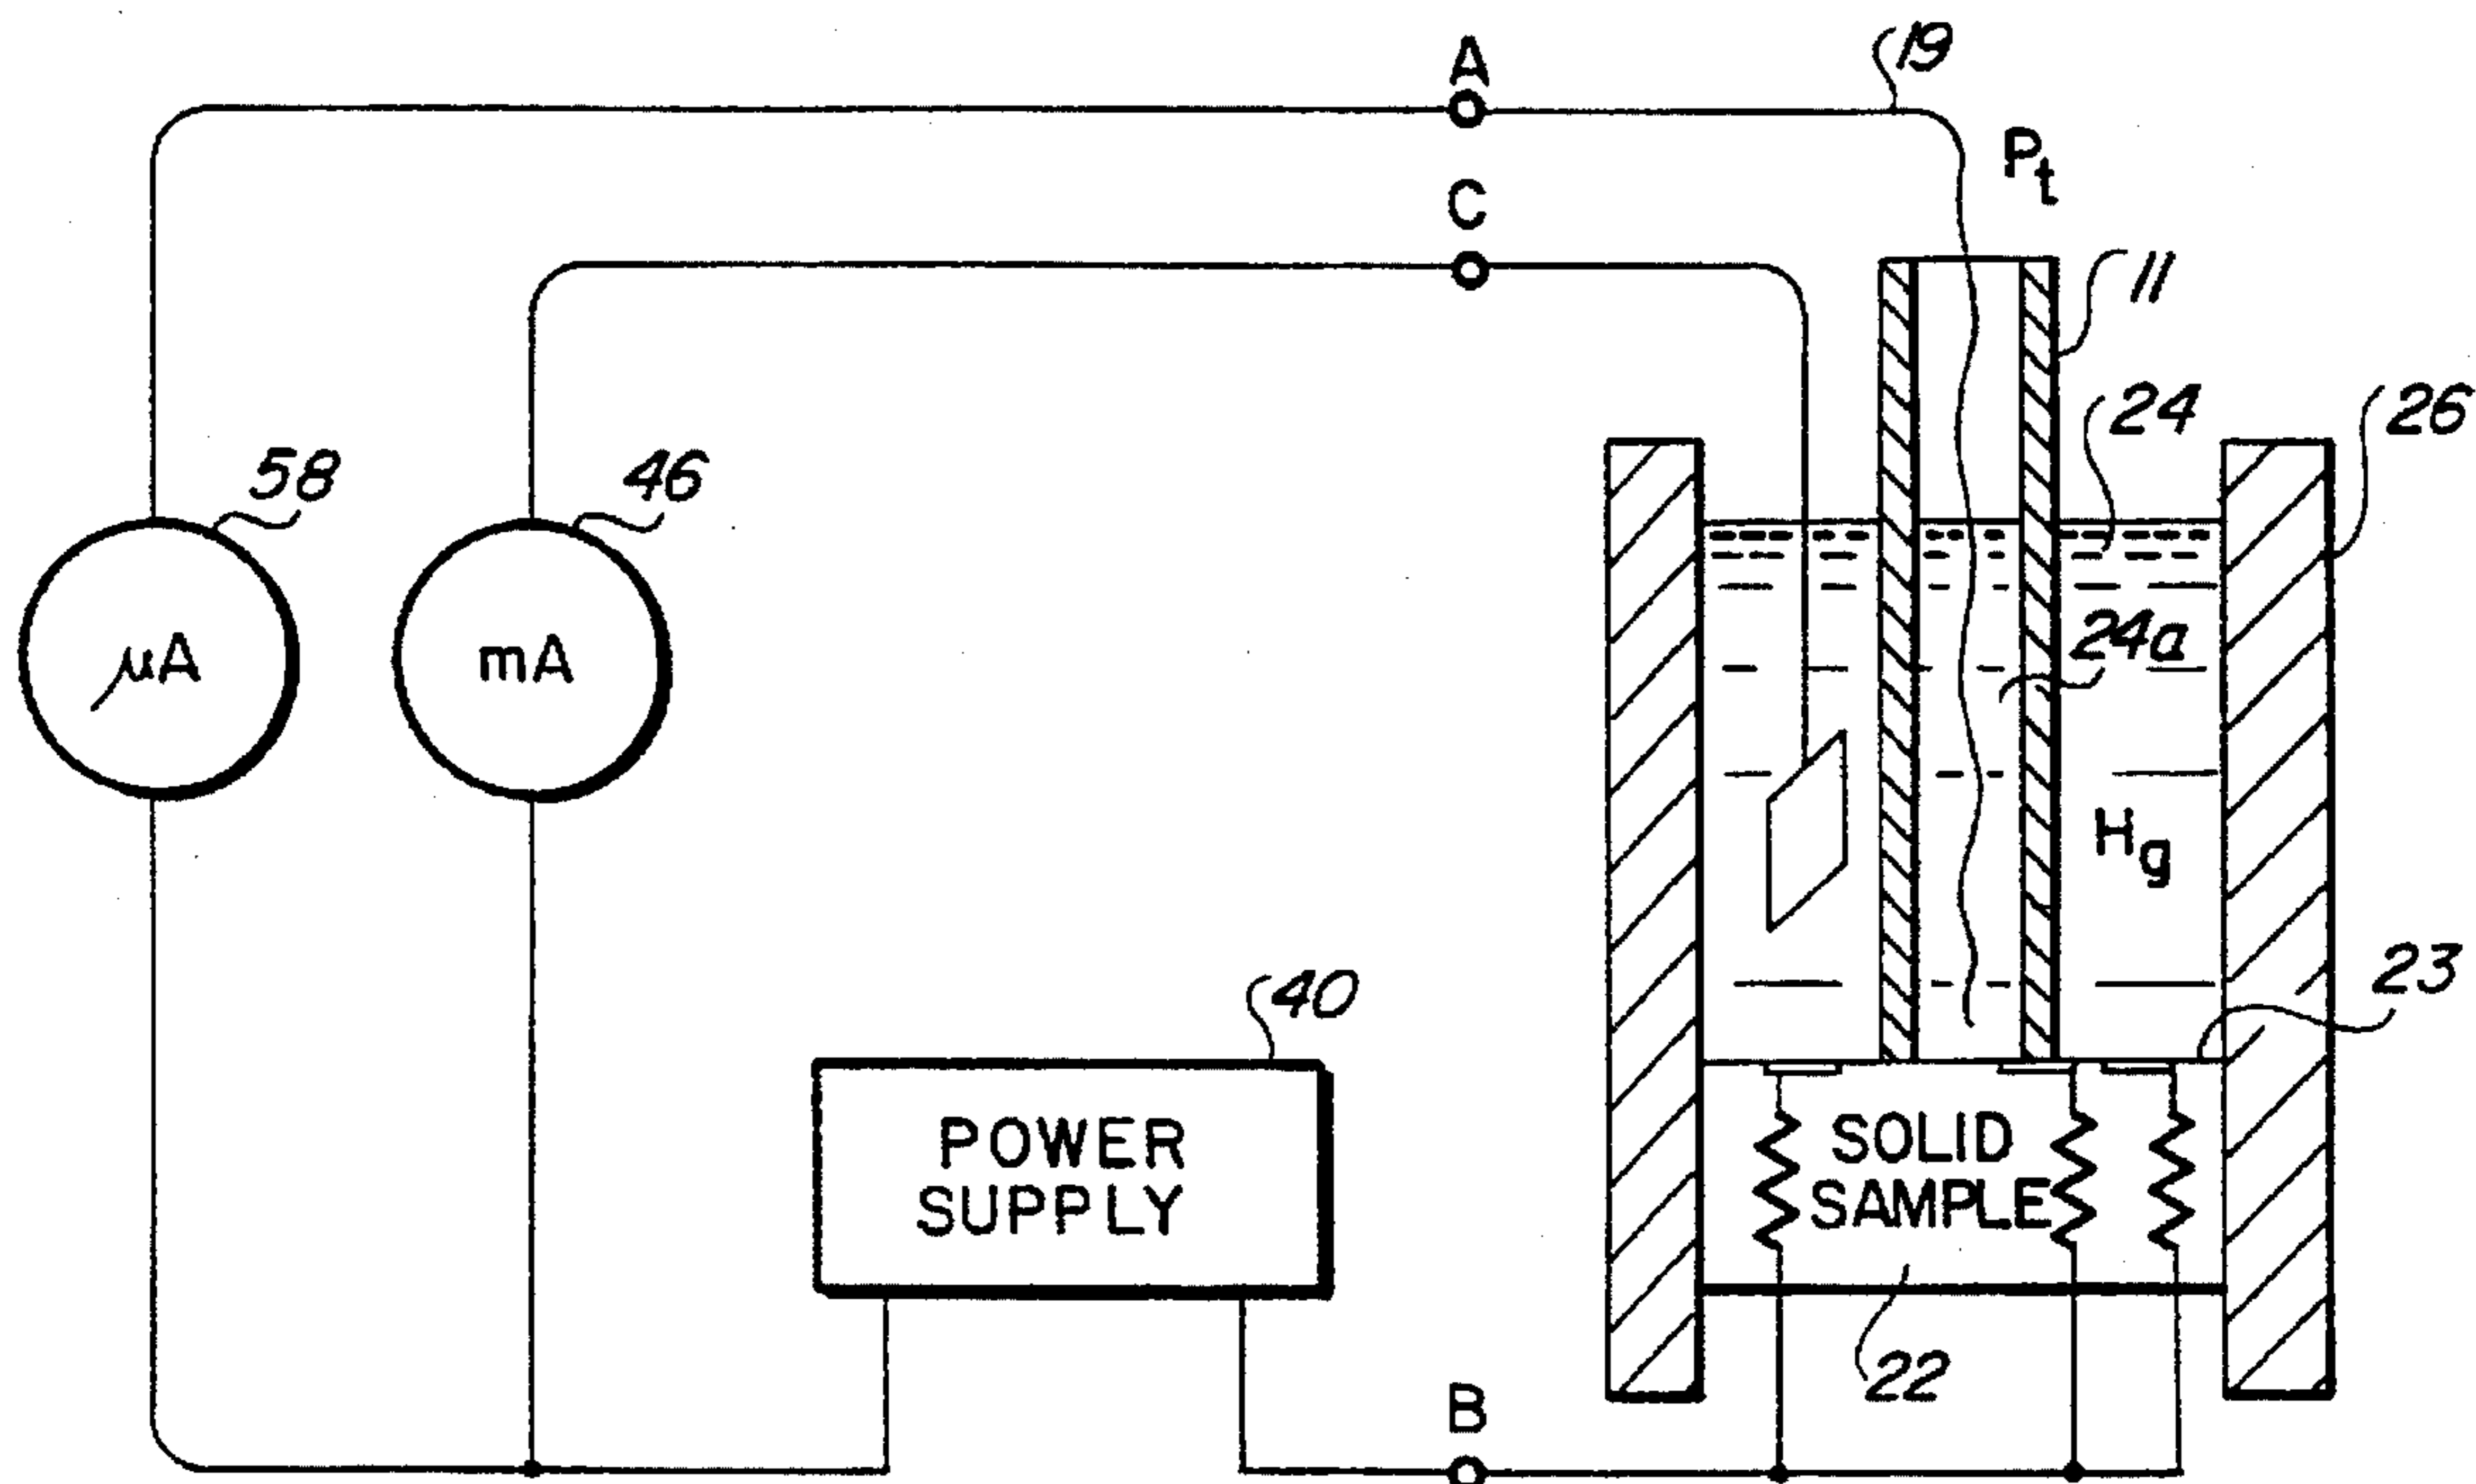 A
19
Pt
C
11
24
26
58
46
24a
μA
mA
Hg
23
40
POWER
SUPPLY
SOLID
SAMPLE
22
B